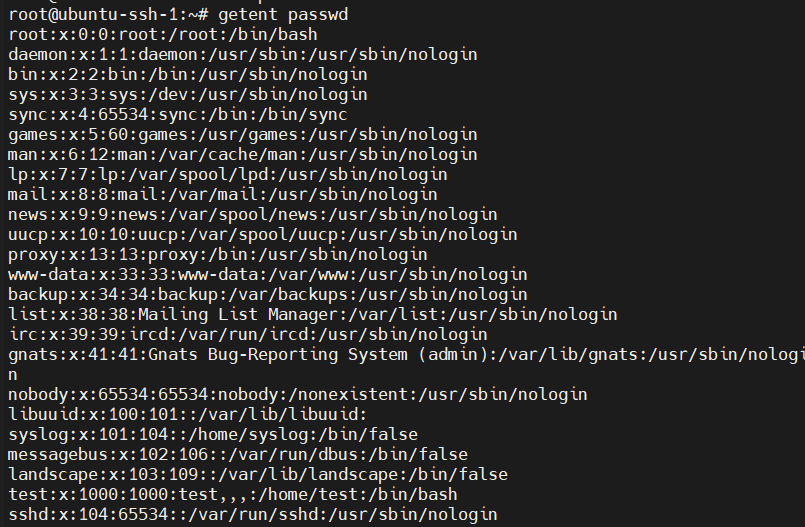 root@ubuntu-ssh-1:~# getent passwd
root:x:0:0:root:/root:/bin/bash
daemon:x:1:1:daemon:/usr/sbin:/usr/sbin/nologin
bin:x:2:2:bin:/bin:/usr/sbin/nologin
sys:x:3:3:sys:/dev:/usr/sbin/nologin
sync:x:4:65534:sync:/bin:/bin/sync
games:x:5:60:games:/usr/games:/usr/sbin/nologin
man:x:6:12:man:/var/cache/man:/usr/sbin/nologin
lp:x:7:7:lp:/var/spool/lpd:/usr/sbin/nologin
mail:x:8:8:mail:/var/mail:/usr/sbin/nologin
news:x:9:9:news:/var/spool/news:/usr/sbin/nologin
uucp:x:10:10:uucp:/var/spool/uucp:/usr/sbin/nologin
proxy:x:13:13:proxy:/bin:/usr/sbin/nologin
www-data:x:33:33:www-data:/var/www:/usr/sbin/nologin
backup:x:34:34:backup:/var/backups:/usr/sbin/nologin
list:x:38:38:Mailing List Manager:/var/list:/usr/sbin/nologin
irc:x:39:39:ircd:/var/run/ircd:/usr/sbin/nologin
gnats:x:41:41:Gnats Bug-Reporting System (admin):/var/lib/gnats:/usr/sbin/nologi
n
nobody:x:65534:65534:nobody:/nonexistent:/usr/sbin/nologin
libuuid:x:100:101::/var/lib/libuuid:
syslog:x:101:104::/home/syslog:/bin/false
messagebus:x:102:106::/var/run/dbus:/bin/false
landscape:x:103:109::/var/lib/landscape:/bin/false
test:x:1000:1000:test,,,:/home/test:/bin/bash
sshd:x:104:65534::/var/run/sshd:/usr/sbin/nologin